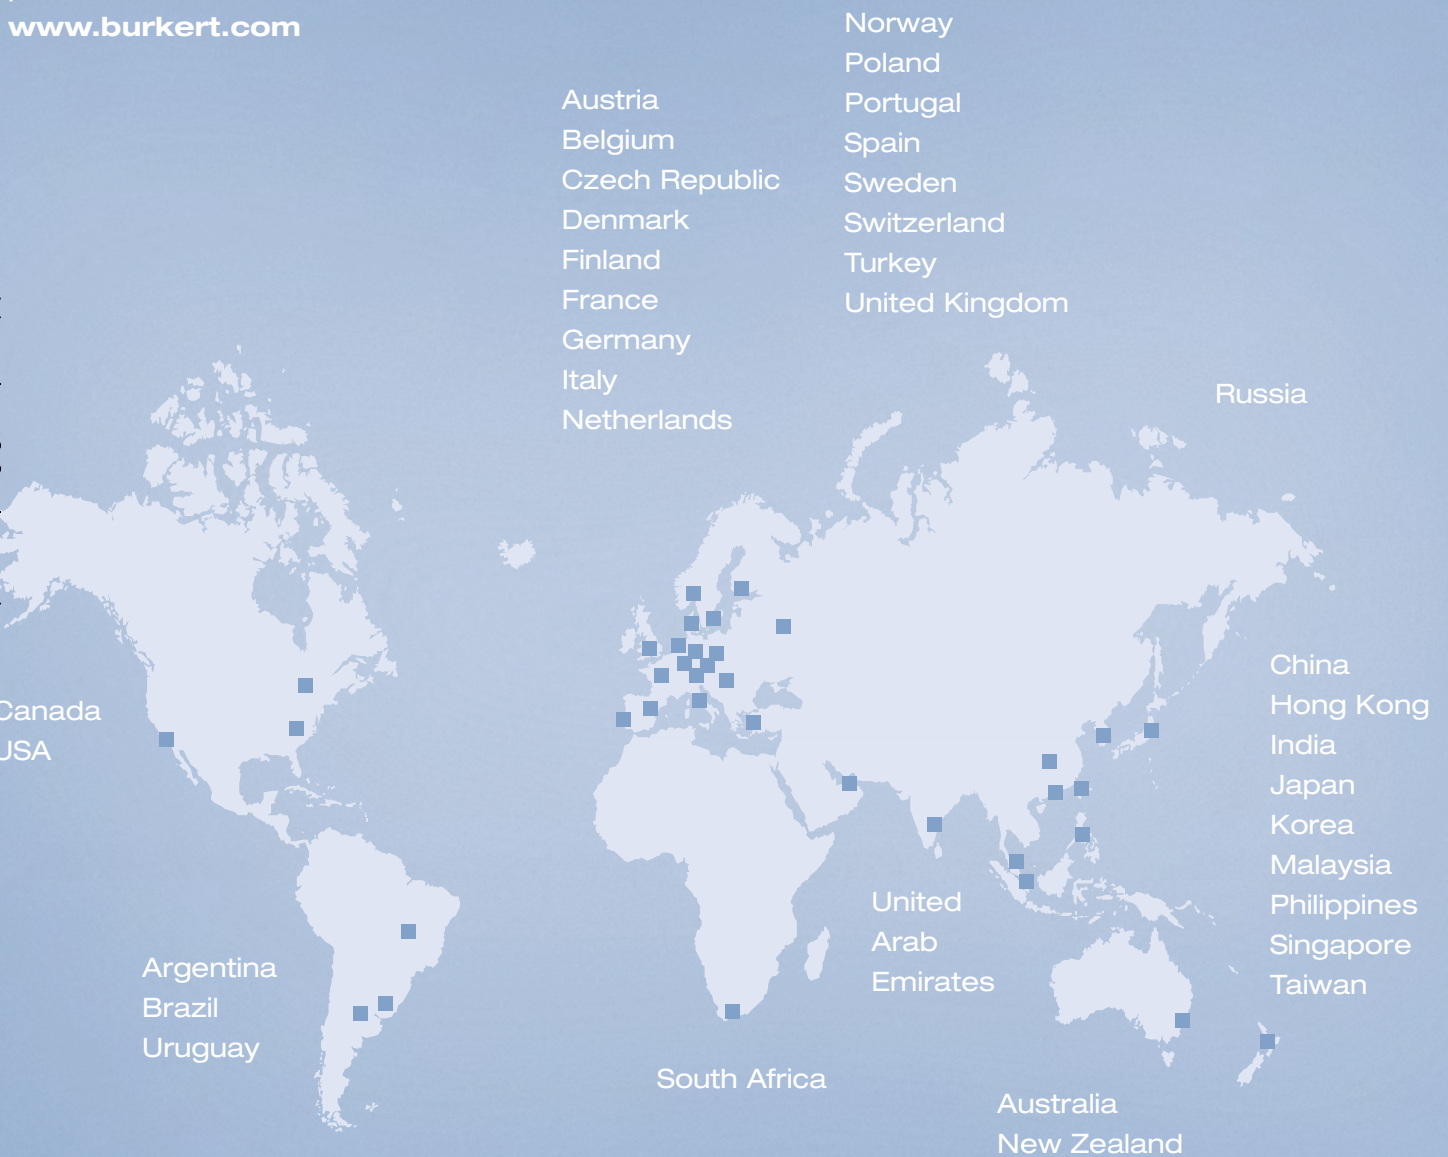 www.burkert.com
Austria
Belgium
Czech Republic
Denmark
Finland
France
Germany
Italy
Netherlands
Norway
Poland
Portugal
Spain
Sweden
Switzerland
Turkey
United Kingdom
Russia
Canada
USA
China
Hong Kong
India
Japan
Korea
Malaysia
Philippines
Singapore
Taiwan
United
Arab
Emirates
Argentina
Brazil
Uruguay
South Africa
Australia
New Zealand